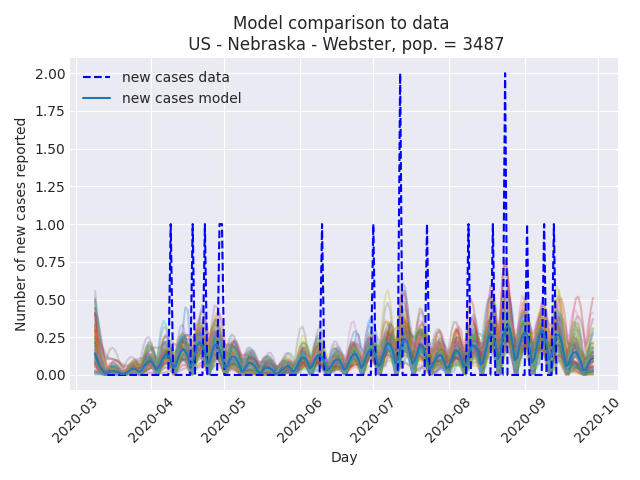 Model comparison to data
US - Nebraska - Webster, pop. = 3487
new cases data
new cases model
Number of new cases reported
2.00
1.75
1.50
1.25
1.00
0.75
0.50
0.25
0.00
2020-03
2020-04
2020-05
2020-06
2020-07
2020-08
2020-09
2020-10
Day